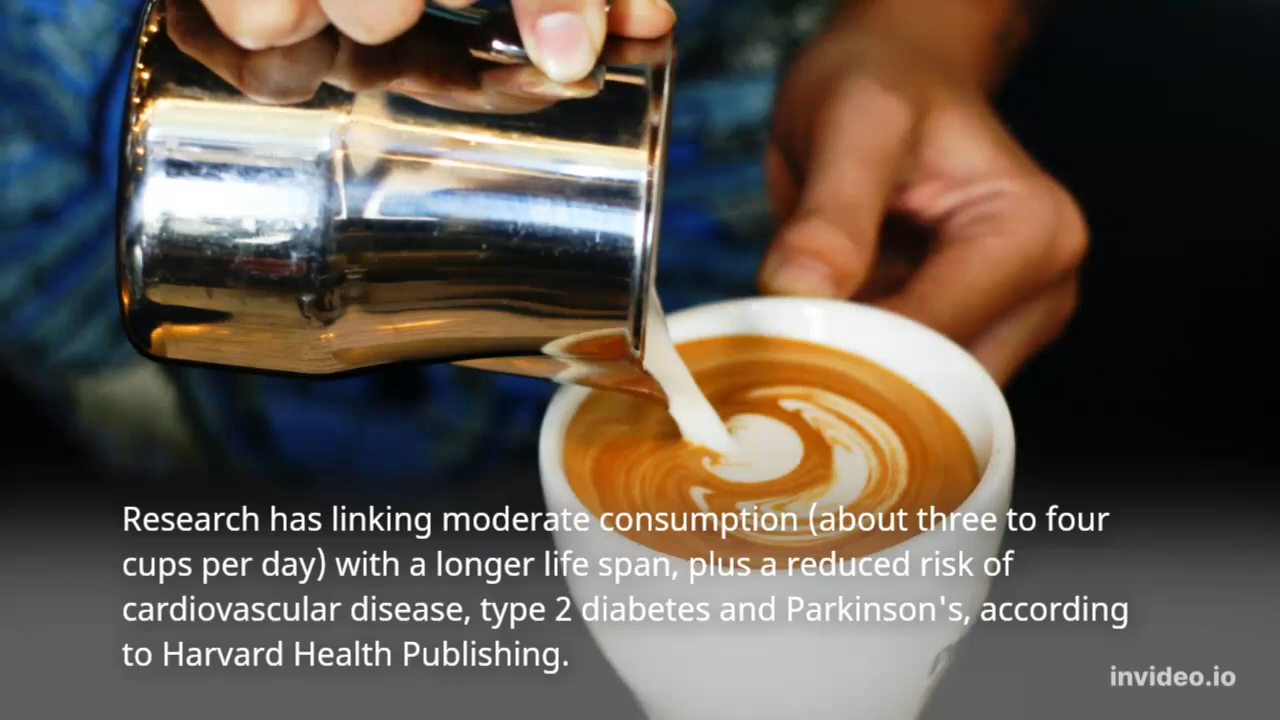 Research has linking moderate consumption (about three to four
cups per day) with a longer life span, plus a reduced risk of
cardiovascular disease, type 2 diabetes and Parkinson's, according
to Harvard Health Publishing.
invideo.io